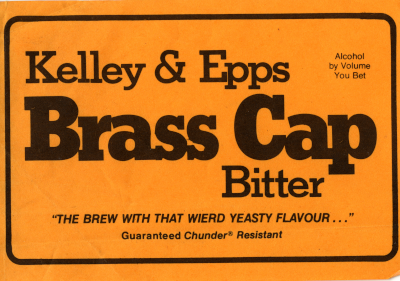 Kelley & Epps
Alcohol
by Volume
You Bet
Brass Cap
Bitter
"THE BREW WITH THAT WIERD YEASTY FLAVOUR..."
Guaranteed Chunder® Resistant